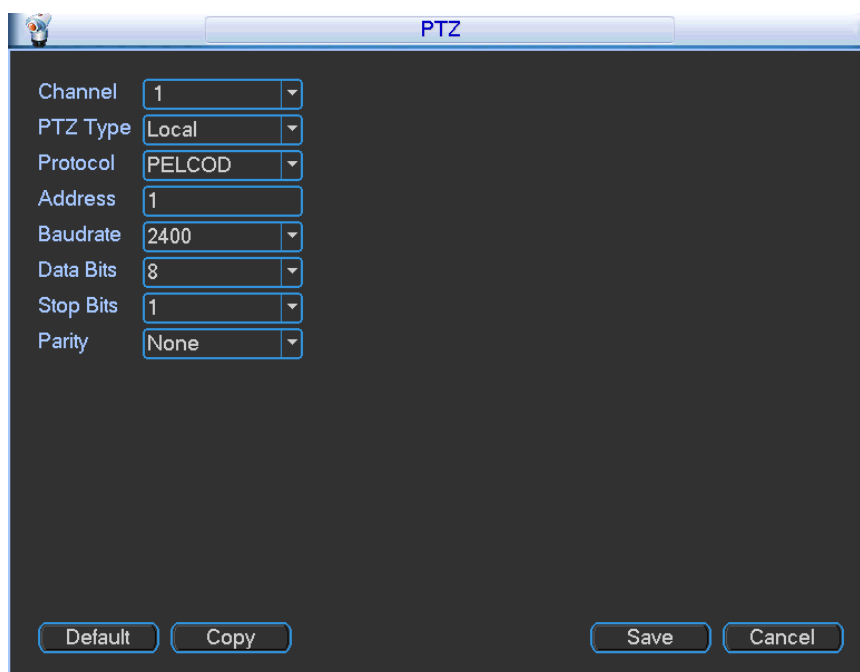 PTZ
Channel 1
PTZ Type Local
Protocol PELCOD
Address 1
Baudrate 2400
Data Bits 8
Stop Bits 1
Parity None
Default Copy Save Cancel